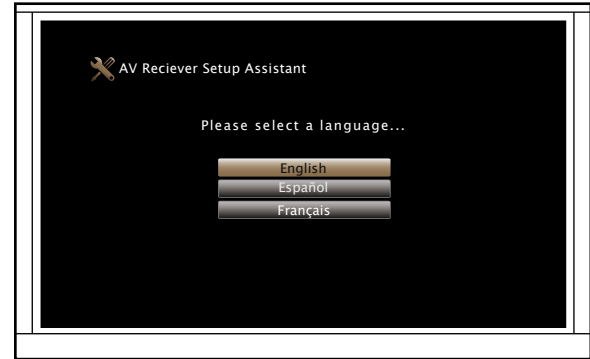 AV Reciever Setup Assistant
Please select a language...
English
Español
Français